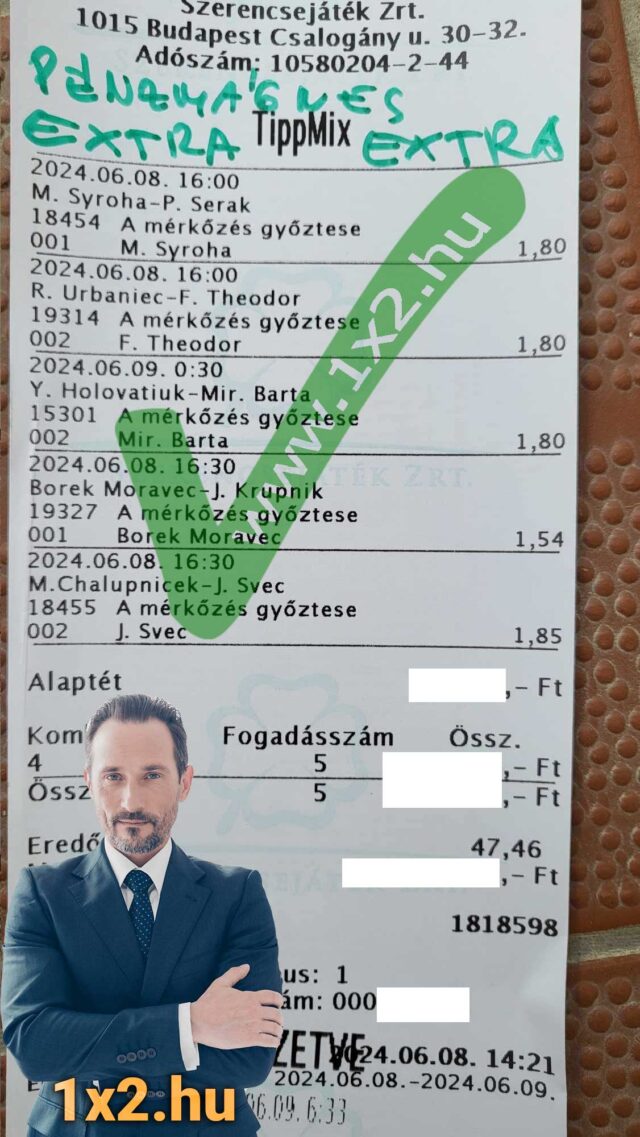 Szerencsejáték Zrt.
1015 Budapest Csalogány u. 30-32.
Adószám: 10580204-2-44
PÉNZMÁGNES
EXTRA TippMix EXTRA
2024.06.08. 16:00
M. Syroha-P. Serak
18454 A mérkőzés győztese
001 M. Syroha 1,80
2024.06.08. 16:00
R. Urbaniec-F. Theodor
19314 A mérkőzés győztese
002 F. Theodor 1,80
2024.06.09. 0:30
Y. Holovatiuk-Mir. Barta
15301 A mérkőzés győztese
002 Mir. Barta 1,80
2024.06.08. 16:30
Borek Moravec-J. Krupnik
19327 A mérkőzés győztese
001 Borek Moravec 1,54
2024.06.08. 16:30
M.Chalupnicek-J. Svec
18455 A mérkőzés győztese
002 J. Svec 1,85
www.1x2.hu
Alaptét ,- Ft
Kom Fogadásszám Össz.
4 5 ,- Ft
Össz 5 ,- Ft
Eredő 47,46
,- Ft
1818598
us: 1
ám: 000
ZETVE 2024.06.08. 14:21
2024.06.08.-2024.06.09.
06.09. 6:33
1x2.hu